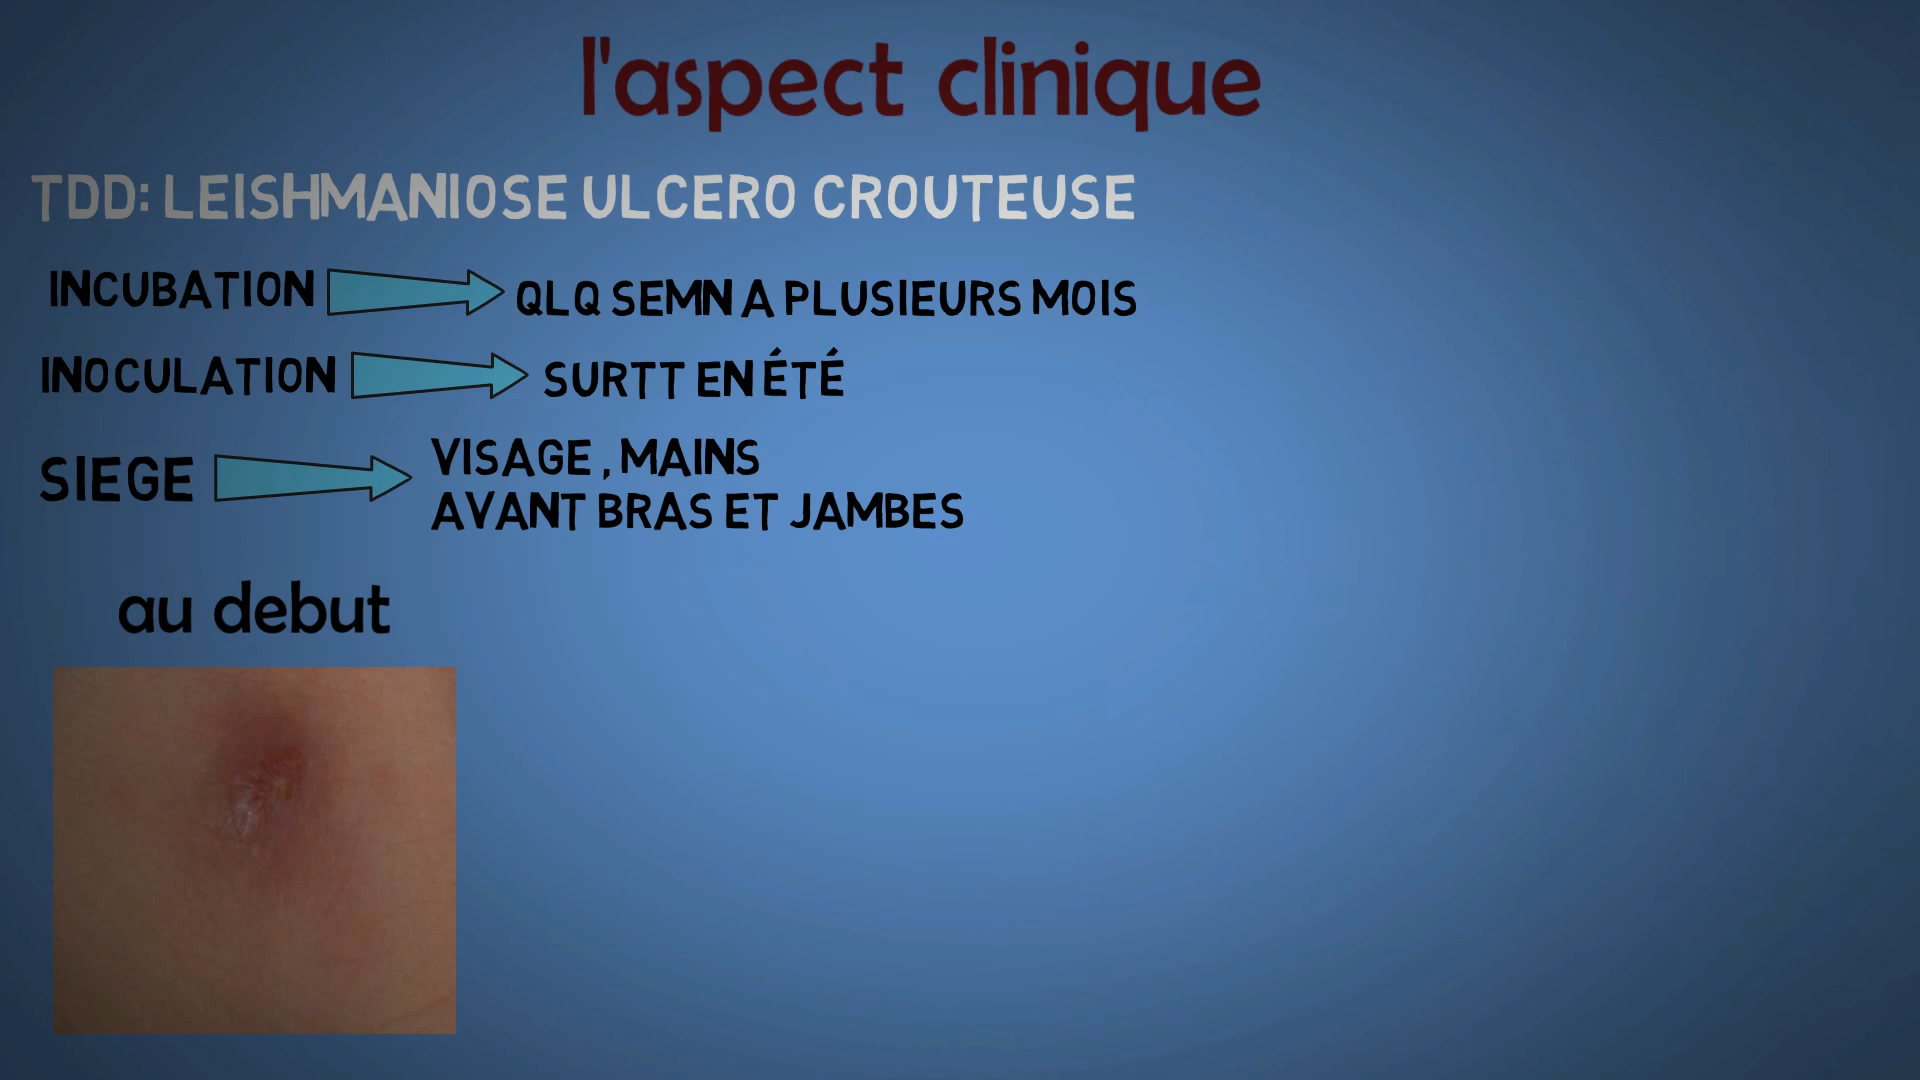 l'aspect clinique
TDD: LEISHMANIOSE ULCERO CROUTEUSE
INCUBATION QLQ SEMN A PLUSIEURS MOIS
INOCULATION SURTT EN ÉTÉ
SIEGE VISAGE, MAINS
AVANT BRAS ET JAMBES
au debut